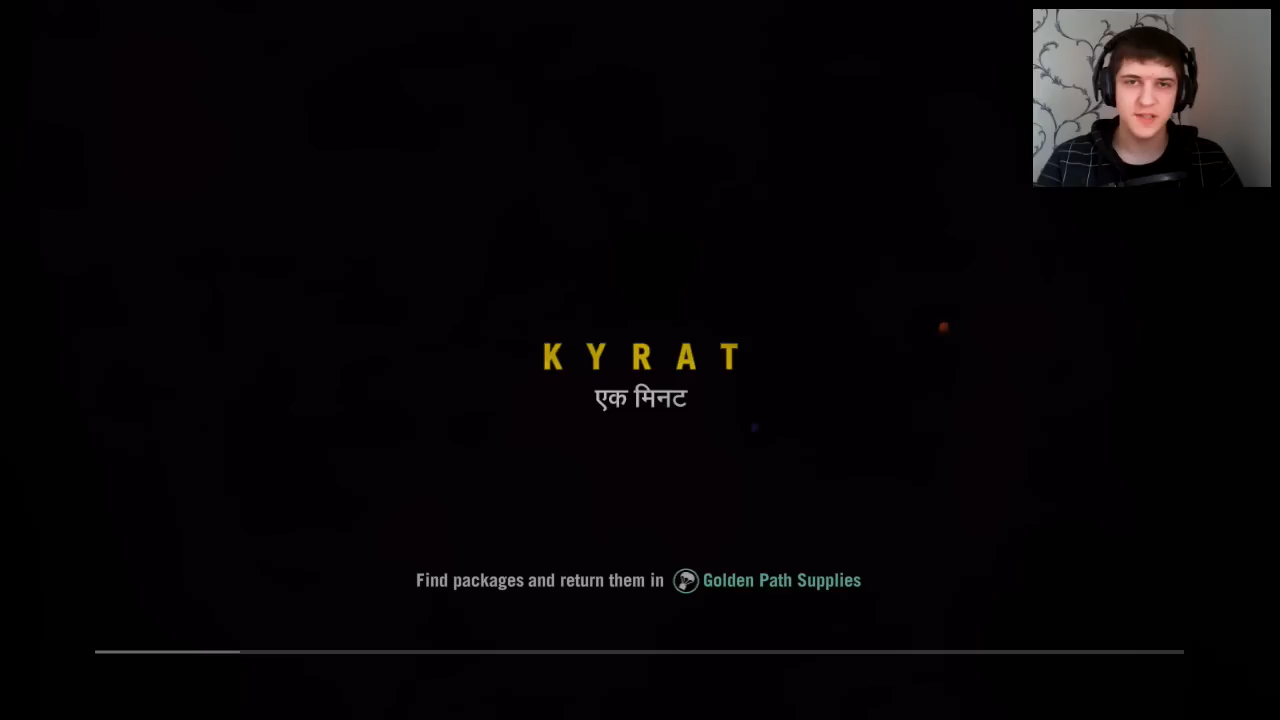 KYRAT
एक मिनट
Find packages and return them in Golden Path Supplies